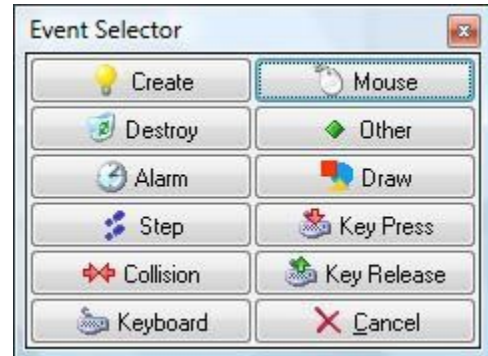 Event Selector
Create
Mouse
Destroy
Other
Alarm
Draw
Step
Key Press
Collision
Key Release
Keyboard
Cancel